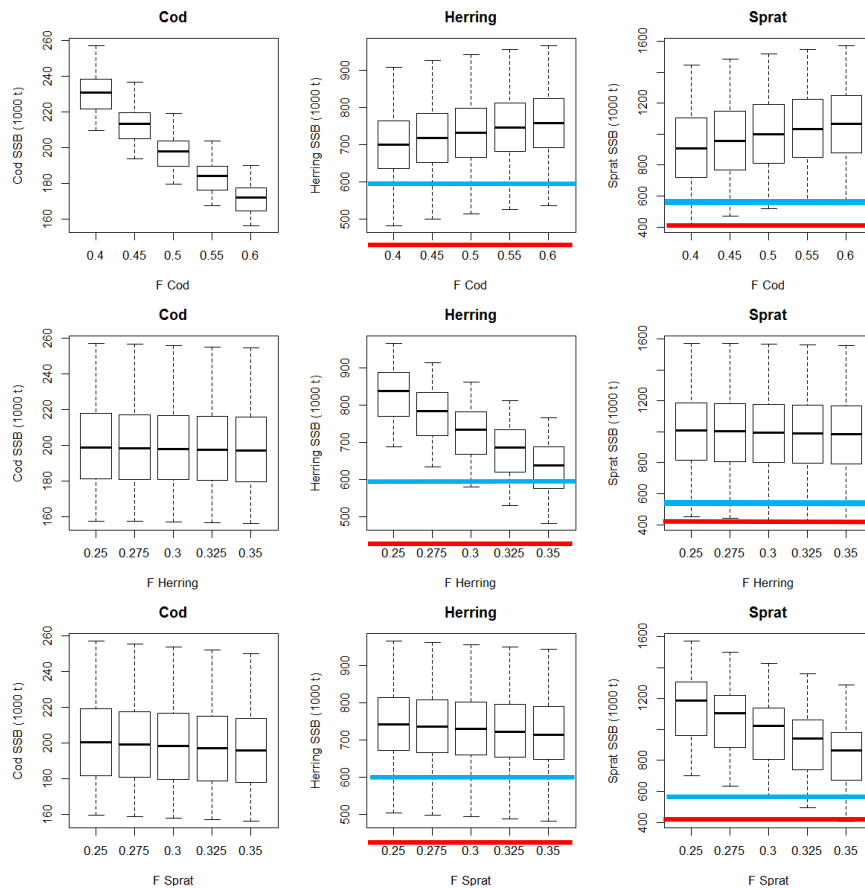 Cod
Herring
Sprat
Cod SSB (1000 t)
160 180 200 220 240 260
0.4 0.45 0.5 0.55 0.6
F Cod
Herring SSB (1000 t)
500 600 700 800 900
0.4 0.45 0.5 0.55 0.6
F Cod
Sprat SSB (1000 t)
400 600 800 1200 1600
0.4 0.45 0.5 0.55 0.6
F Cod
Cod
Herring
Sprat
Cod SSB (1000 t)
160 180 200 220 240 260
0.25 0.275 0.3 0.325 0.35
F Herring
Herring SSB (1000 t)
500 600 700 800 900
0.25 0.275 0.3 0.325 0.35
F Herring
Sprat SSB (1000 t)
400 600 800 1200 1600
0.25 0.275 0.3 0.325 0.35
F Herring
Cod
Herring
Sprat
Cod SSB (1000 t)
160 180 200 220 240 260
0.25 0.275 0.3 0.325 0.35
F Sprat
Herring SSB (1000 t)
500 600 700 800 900
0.25 0.275 0.3 0.325 0.35
F Sprat
Sprat SSB (1000 t)
400 600 800 1200 1600
0.25 0.275 0.3 0.325 0.35
F Sprat